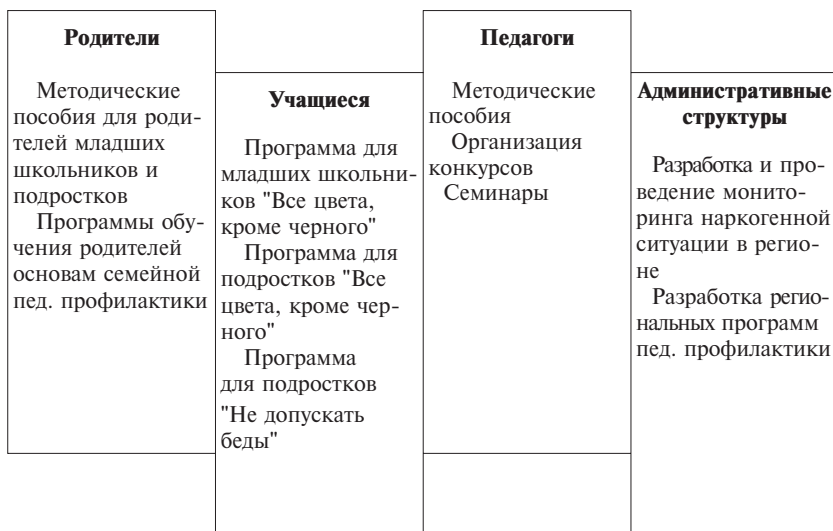 Родители
Методические
пособия для роди-
телей младших
школьников и
подростков
Программы обу-
чения родителей
основам семейной
пед. профилактики
Учащиеся
Программа для
младших школьни-
ков "Все цвета,
кроме черного"
Программа для
подростков "Все
цвета, кроме чер-
ного"
Программа
для подростков
"Не допускать
беды"
Педагоги
Методические
пособия
Организация
конкурсов
Семинары
Административные
структуры
Разработка и про-
ведение монито-
ринга наркогенной
ситуации в регио-
не
Разработка регио-
нальных программ
пед. профилактики